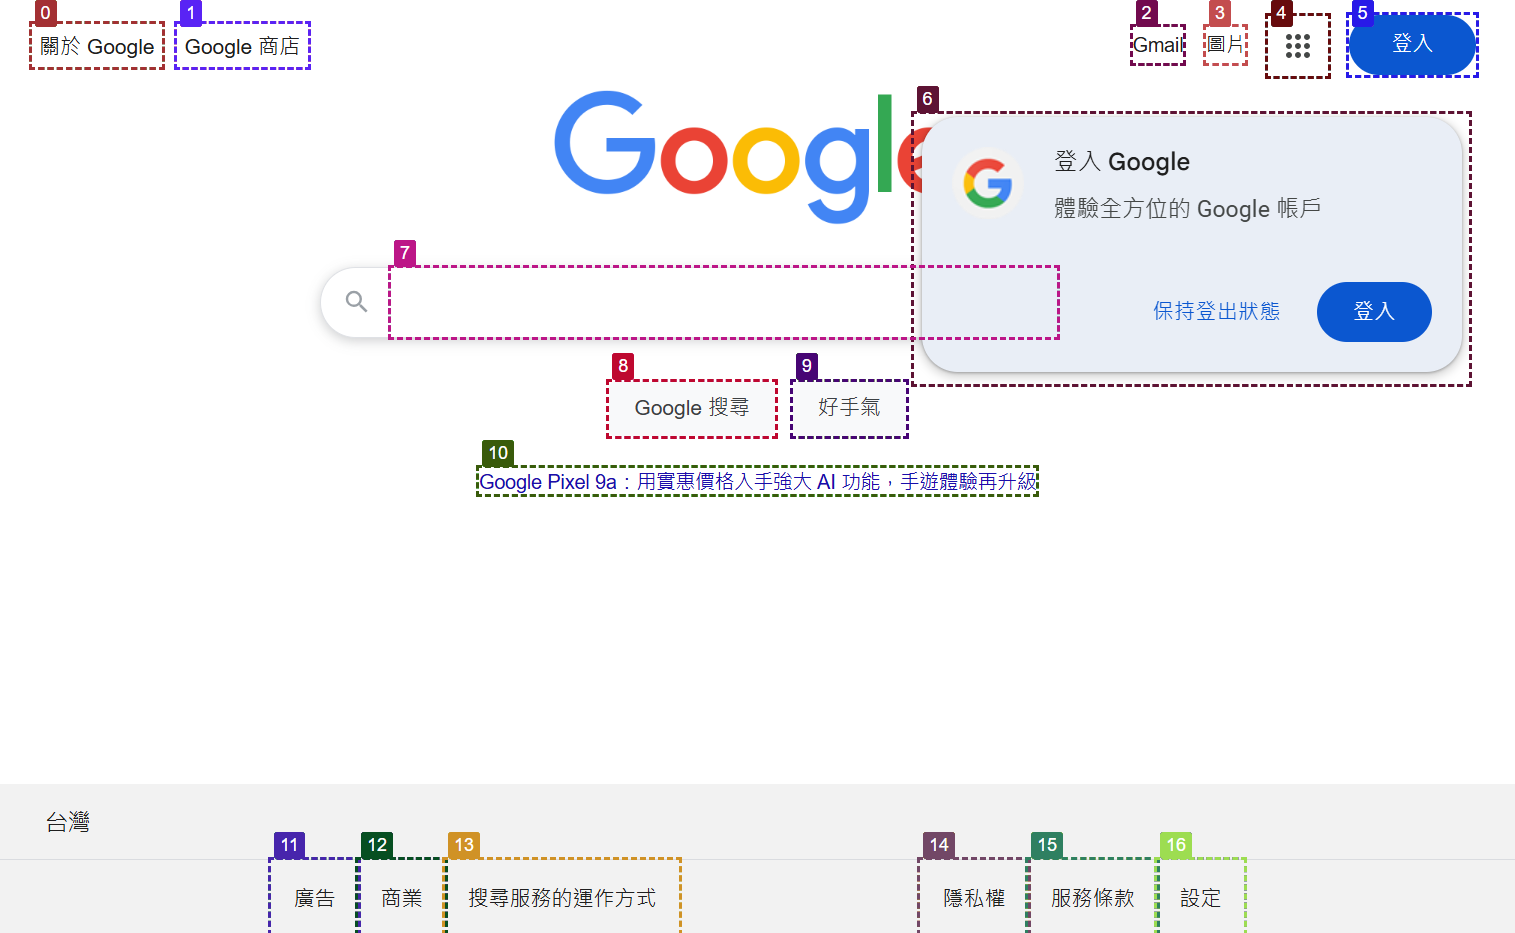 0
1
2
3
4
5
關於 Google
Google 商店
Gmail
圖片
登入
6
Google
登入 Google
體驗全方位的 Google 帳戶
7
保持登出狀態
登入
8
9
Google 搜尋
好手氣
10
Google Pixel 9a：用實惠價格入手強大 AI 功能，手遊體驗再升級
台灣
11
12
13
14
15
16
廣告
商業
搜尋服務的運作方式
隱私權
服務條款
設定